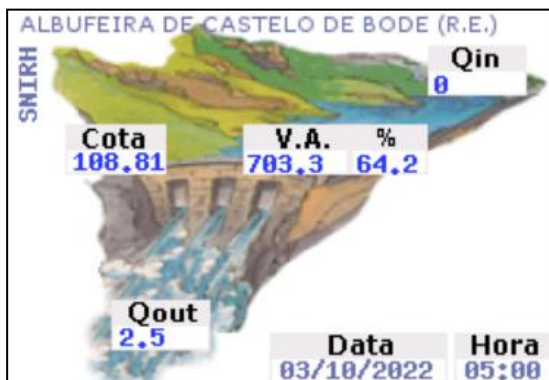 ALBUFEIRA DE CASTELO DE BODE (R.E.)
SNIRH
Qin
0
Cota
108.81
V.A. %
703.3 64.2
Qout
2.5
Data Hora
03/10/2022 05:00